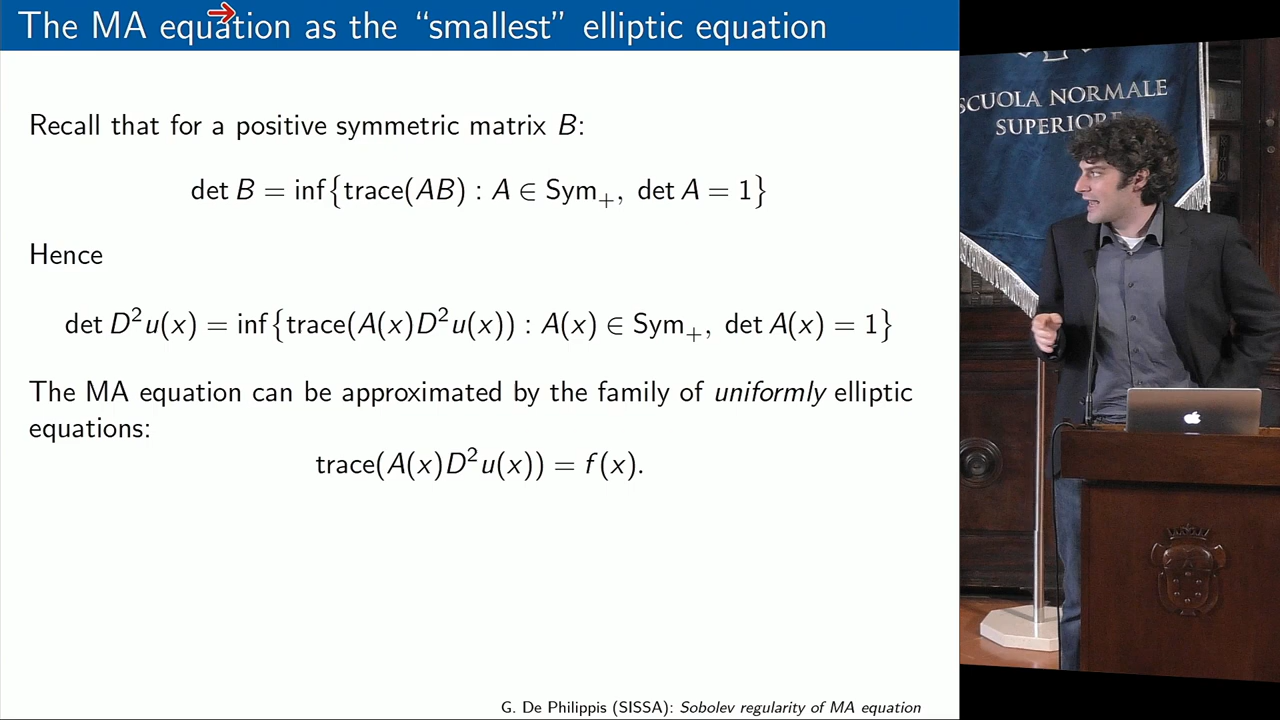 The MA equation as the “smallest” elliptic equation
Recall that for a positive symmetric matrix B:
det B = inf{trace(AB) : A ∈ Sym₊, det A = 1}
Hence
det D²u(x) = inf{trace(A(x)D²u(x)) : A(x) ∈ Sym₊, det A(x) = 1}
The MA equation can be approximated by the family of uniformly elliptic
equations:
trace(A(x)D²u(x)) = f(x).
G. De Philippis (SISSA): Sobolev regularity of MA equation
SCUOLA NORMALE
SUPERIORE